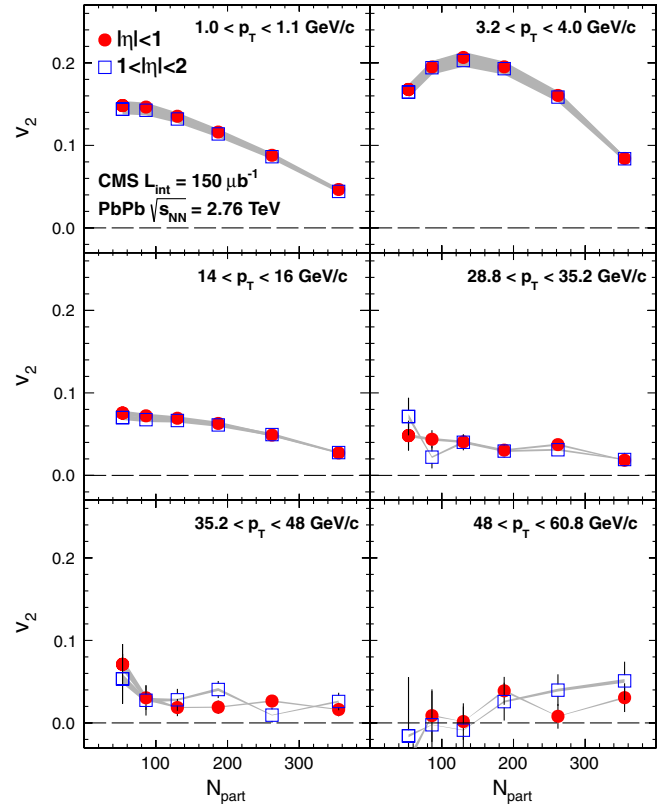 |η|<1
1<|η|<2
1.0 < p_T < 1.1 GeV/c
3.2 < p_T < 4.0 GeV/c
CMS L_int = 150 μb⁻¹
PbPb √s_NN = 2.76 TeV
0.2
0.1
0.0
v₂
14 < p_T < 16 GeV/c
28.8 < p_T < 35.2 GeV/c
0.2
0.1
0.0
v₂
35.2 < p_T < 48 GeV/c
48 < p_T < 60.8 GeV/c
0.2
0.1
0.0
v₂
100 200 300
100 200 300
N_part
N_part